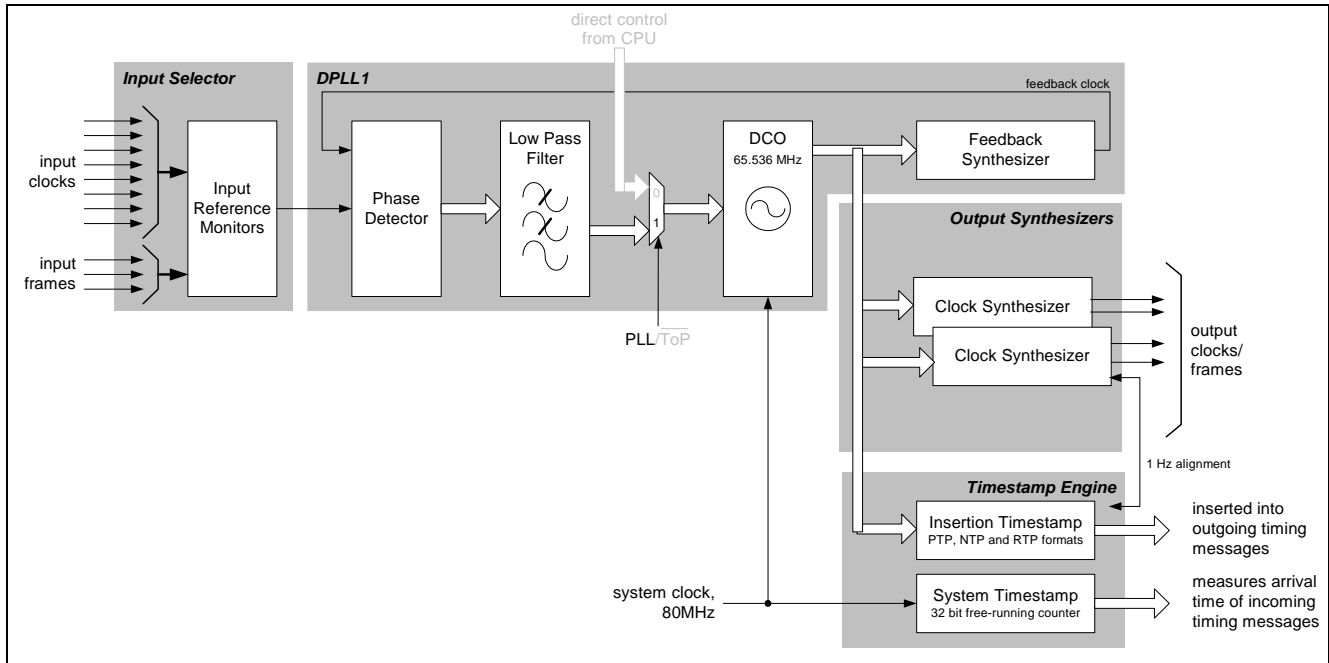 direct control
from CPU
Input Selector
DPLL1
feedback clock
input
clocks
input
frames
Input
Reference
Monitors
Phase
Detector
Low Pass
Filter
0
1
PLL/ToP
DCO
65.536 MHz
Feedback
Synthesizer
Output Synthesizers
Clock Synthesizer
Clock Synthesizer
output
clocks/
frames
1 Hz alignment
Timestamp Engine
Insertion Timestamp
PTP, NTP and RTP formats
inserted into
outgoing timing
messages
system clock,
80MHz
System Timestamp
32 bit free-running counter
measures arrival
time of incoming
timing messages